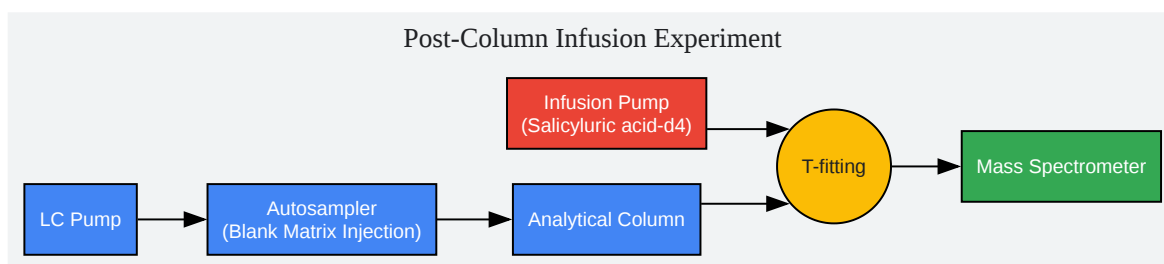 Post-Column Infusion Experiment
Infusion Pump
(Salicyluric acid-d4)
T-fitting
Mass Spectrometer
LC Pump
Autosampler
(Blank Matrix Injection)
Analytical Column